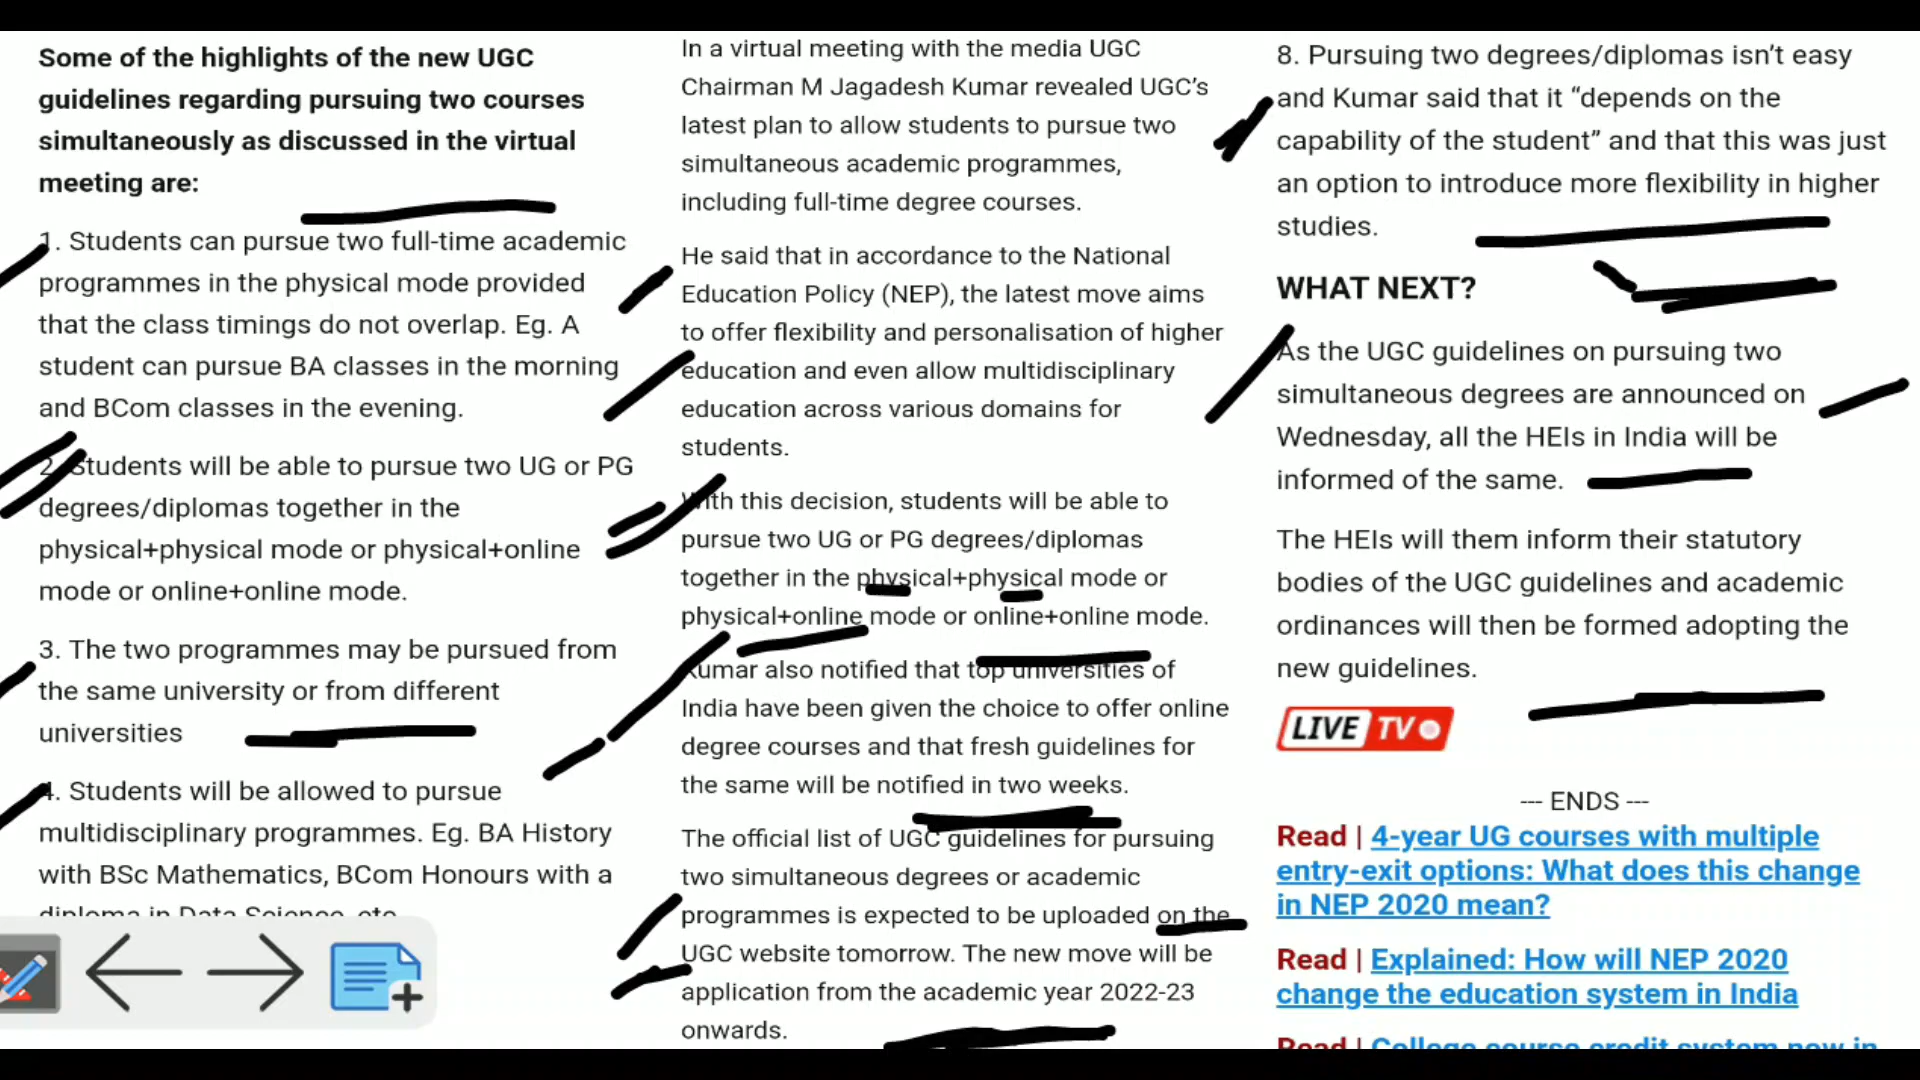 Some of the highlights of the new UGC
guidelines regarding pursuing two courses
simultaneously as discussed in the virtual
meeting are:
1. Students can pursue two full-time academic
programmes in the physical mode provided
that the class timings do not overlap. Eg. A
student can pursue BA classes in the morning
and BCom classes in the evening.
2. Students will be able to pursue two UG or PG
degrees/diplomas together in the
physical+physical mode or physical+online
mode or online+online mode.
3. The two programmes may be pursued from
the same university or from different
universities
4. Students will be allowed to pursue
multidisciplinary programmes. Eg. BA History
with BSc Mathematics, BCom Honours with a
diploma in Data Science, etc
In a virtual meeting with the media UGC
Chairman M Jagadesh Kumar revealed UGC’s
latest plan to allow students to pursue two
simultaneous academic programmes,
including full-time degree courses.
He said that in accordance to the National
Education Policy (NEP), the latest move aims
to offer flexibility and personalisation of higher
education and even allow multidisciplinary
education across various domains for
students.
With this decision, students will be able to
pursue two UG or PG degrees/diplomas
together in the physical+physical mode or
physical+online mode or online+online mode.
Kumar also notified that top universities of
India have been given the choice to offer online
degree courses and that fresh guidelines for
the same will be notified in two weeks.
The official list of UGC guidelines for pursuing
two simultaneous degrees or academic
programmes is expected to be uploaded on the
UGC website tomorrow. The new move will be
application from the academic year 2022-23
onwards.
8. Pursuing two degrees/diplomas isn’t easy
and Kumar said that it “depends on the
capability of the student” and that this was just
an option to introduce more flexibility in higher
studies.
WHAT NEXT?
As the UGC guidelines on pursuing two
simultaneous degrees are announced on
Wednesday, all the HEIs in India will be
informed of the same.
The HEIs will them inform their statutory
bodies of the UGC guidelines and academic
ordinances will then be formed adopting the
new guidelines.
LIVE TV
--- ENDS ---
Read | 4-year UG courses with multiple
entry-exit options: What does this change
in NEP 2020 mean?
Read | Explained: How will NEP 2020
change the education system in India
Read | College course credit system now in